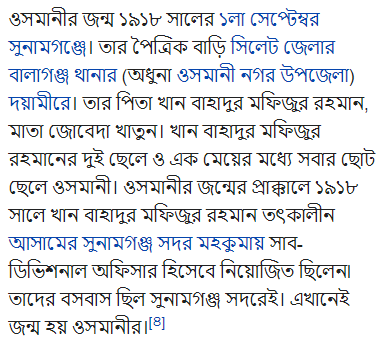 ওসমানীর জন্ম ১৯১৮ সালের ১লা সেপ্টেম্বর
সুনামগঞ্জে। তার পৈত্রিক বাড়ি সিলেট জেলার
বালাগঞ্জ থানার (অধুনা ওসমানী নগর উপজেলা)
দয়ামীরে। তার পিতা খান বাহাদুর মফিজুর রহমান,
মাতা জোবেদা খাতুন। খান বাহাদুর মফিজুর
রহমানের দুই ছেলে ও এক মেয়ের মধ্যে সবার ছোট
ছেলে ওসমানী। ওসমানীর জন্মের প্রাক্কালে ১৯১৮
সালে খান বাহাদুর মফিজুর রহমান তৎকালীন
আসামের সুনামগঞ্জ সদর মহকুমায় সাব-
ডিভিশনাল অফিসার হিসেবে নিয়োজিত ছিলেন৷
তাদের বসবাস ছিল সুনামগঞ্জ সদরেই। এখানেই
জন্ম হয় ওসমানীর।[8]